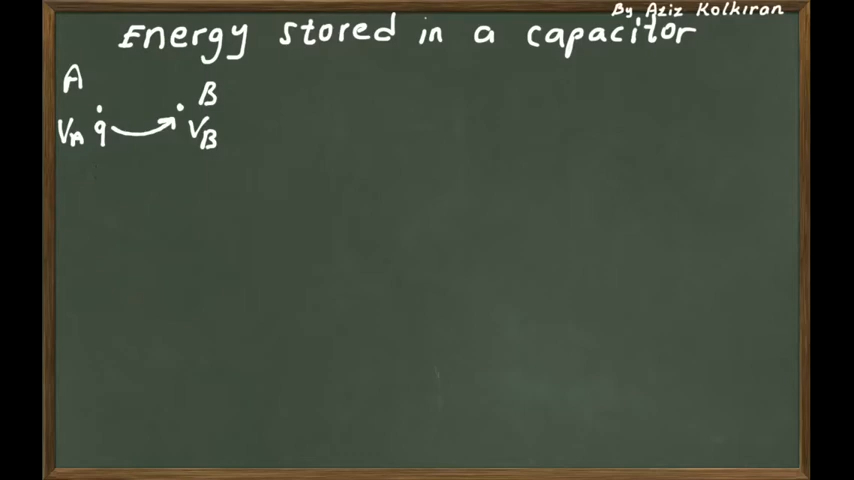 By Aziz Kolkiran
Energy stored in a capacitor
A
B
VA q VB